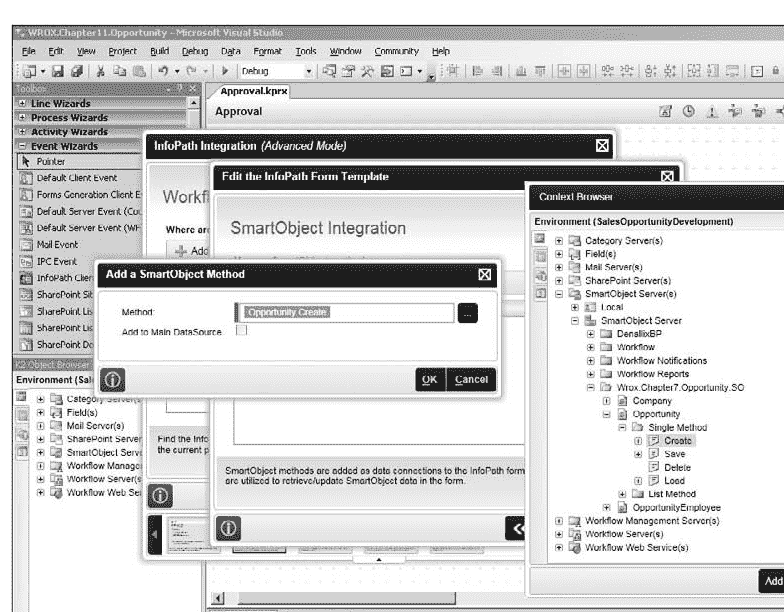 WROX.Chapter11.Opportunity - Microsoft Visual Studio
File Edit View Project Build Debug Data Format Tools Window Community Help
Debug
Toolbox
Line Wizards
Process Wizards
Activity Wizards
Event Wizards
Pointer
Default Client Event
Forms Generation Client E
Default Server Event (Co
Default Server Event (WF
Mail Event
IPC Event
InfoPath Clien
SharePoint Sit
SharePoint Lis
SharePoint Lis
SharePoint Do
K2 Object Browser
Environment (Sal
Category Server(s)
Field(s)
Mail Server(s)
SharePoint Server
SmartObject Serv
Workflow Manage
Workflow Server(s
Workflow Web Se
Approval.kprx
Approval
InfoPath Integration (Advanced Mode)
Workfl
Where ar
Add
Find the Info
the current p
Edit the InfoPath Form Template
SmartObject Integration
SmartObject methods are added as data connections to the InfoPath form
are utilized to retrieve/update SmartObject data in the form.
Add a SmartObject Method
Method: Opportunity.Create ...
Add to Main DataSource
OK Cancel
Context Browser
Environment (SalesOpportunityDevelopment)
Category Server(s)
Field(s)
Mail Server(s)
SharePoint Server(s)
SmartObject Server(s)
Local
SmartObject Server
DenallixBP
Workflow
Workflow Notifications
Workflow Reports
Wrox.Chapter7.Opportunity.SO
Company
Opportunity
Single Method
Create
Save
Delete
Load
List Method
OpportunityEmployee
Workflow Management Server(s)
Workflow Server(s)
Workflow Web Service(s)
Add